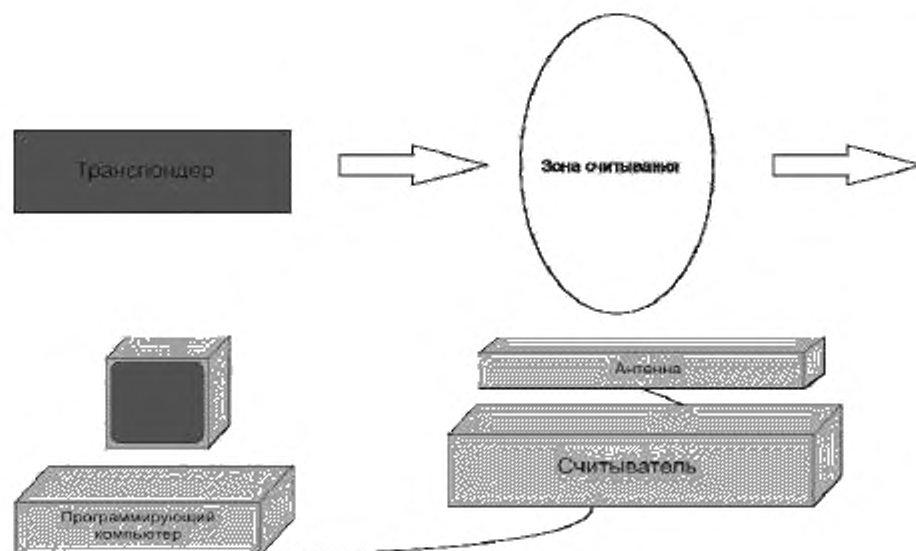 Транспондер
Зона считывания
Антенна
Считыватель
Программирующий
компьютер